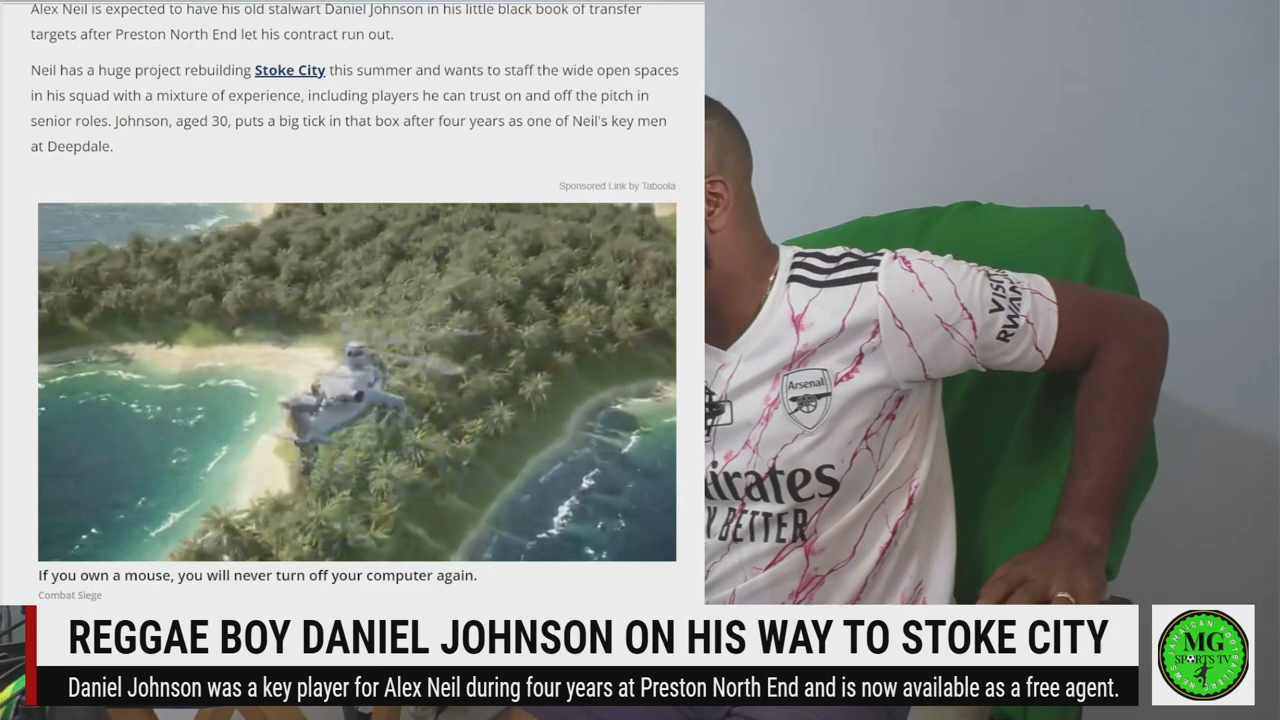 Alex Neil is expected to have his old stalwart Daniel Johnson in his little black book of transfer
targets after Preston North End let his contract run out.
Neil has a huge project rebuilding Stoke City this summer and wants to staff the wide open spaces
in his squad with a mixture of experience, including players he can trust on and off the pitch in
senior roles. Johnson, aged 30, puts a big tick in that box after four years as one of Neil's key men
at Deepdale.
Sponsored Link by Taboola
If you own a mouse, you will never turn off your computer again.
Combat Siege
VISIT
RWANDA
Arsenal
irates
Y BETTER
REGGAE BOY DANIEL JOHNSON ON HIS WAY TO STOKE CITY
Daniel Johnson was a key player for Alex Neil during four years at Preston North End and is now available as a free agent.
JAMAICAN FOOTBALLERS NEWS
MG
SPORTS TV